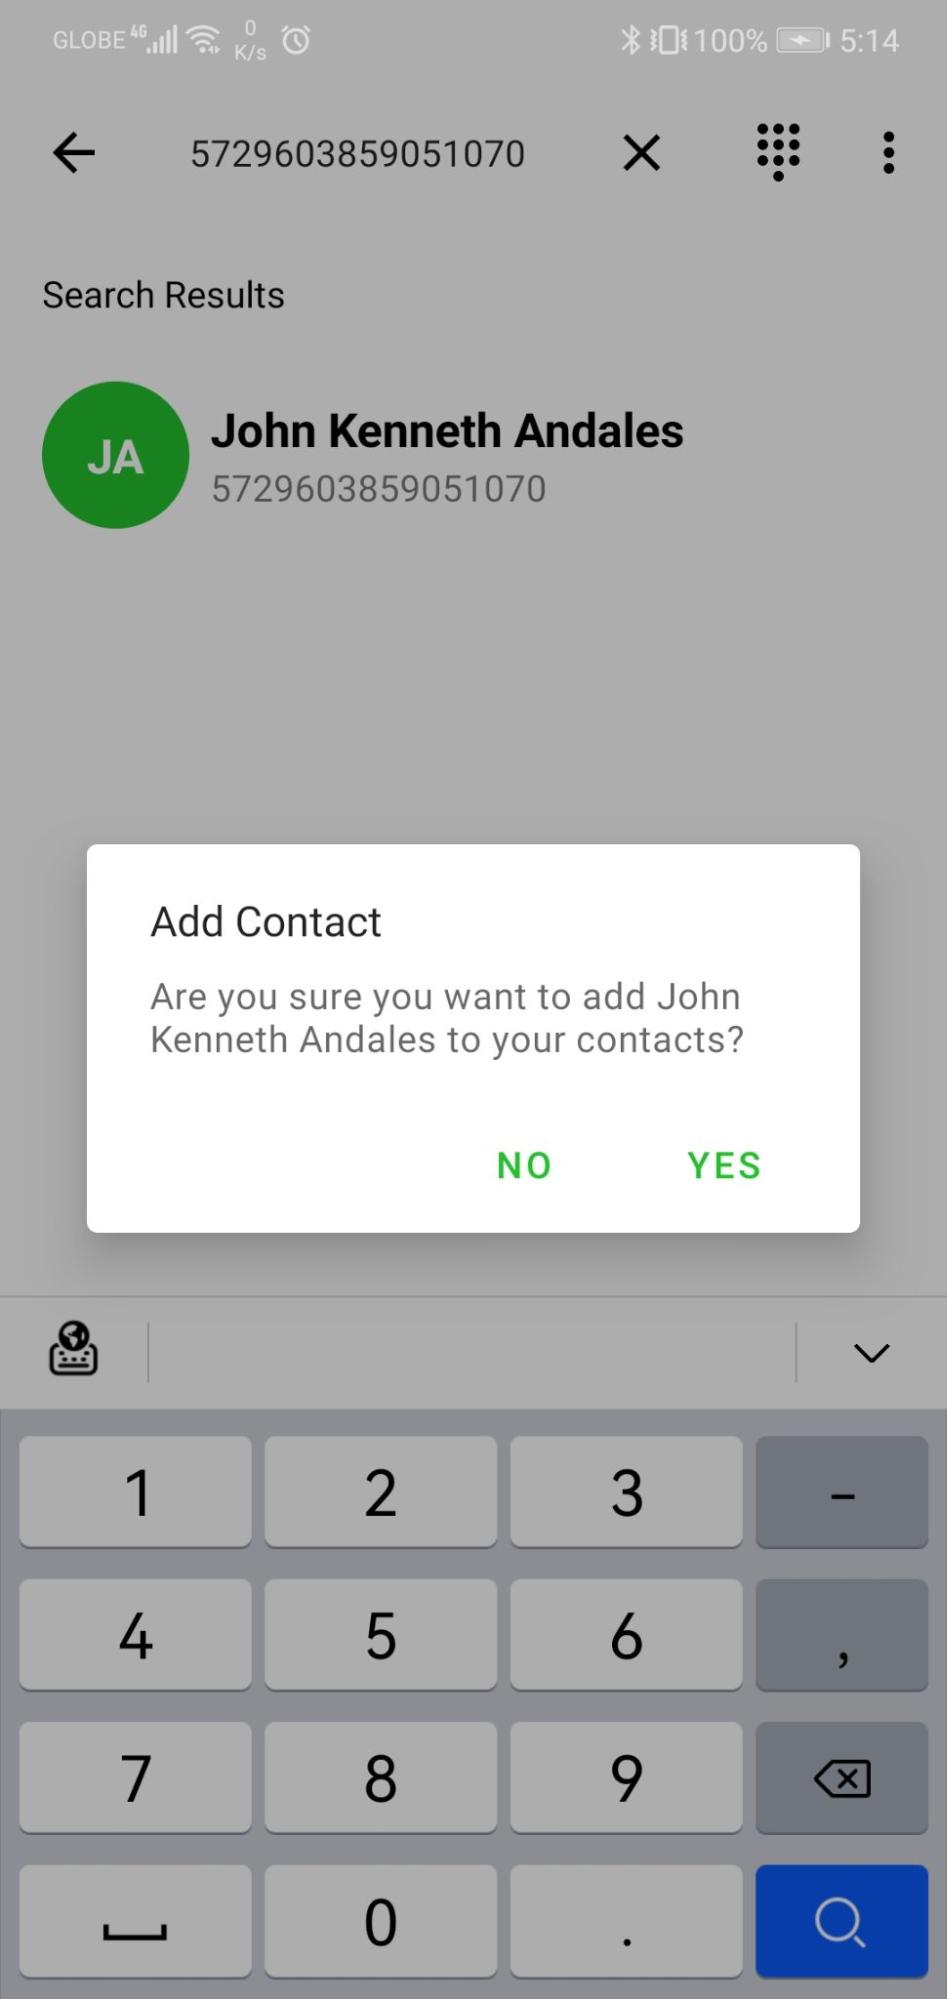 GLOBE 4G 0 K/s 100% 5:14
5729603859051070
Search Results
JA
John Kenneth Andales
5729603859051070
Add Contact
Are you sure you want to add John
Kenneth Andales to your contacts?
NO YES
1 2 3 -
4 5 6 ,
7 8 9
0 .